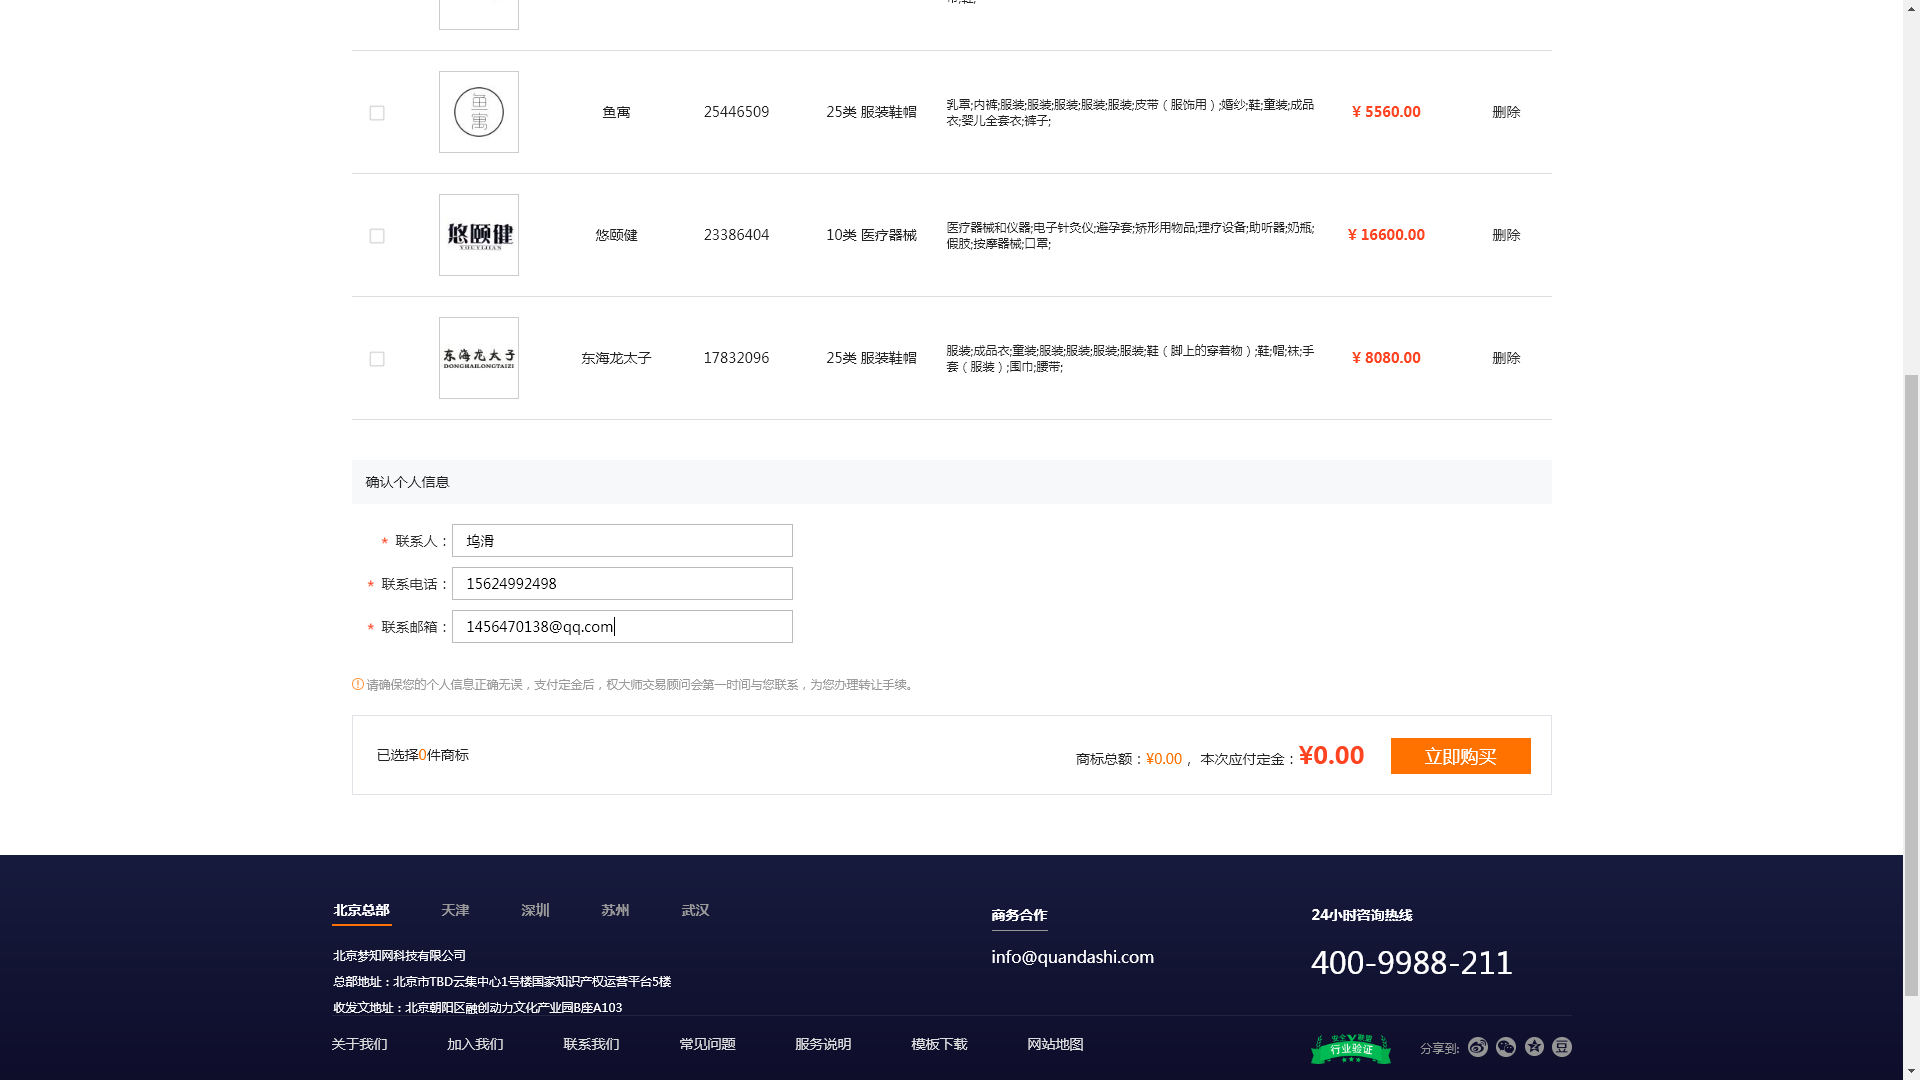 鱼寓
鱼寓 25446509 25类 服装鞋帽 乳罩;内裤;服装;服装;服装;服装;服装;皮带（服饰用）;婚纱;鞋;童装;成品
衣;婴儿全套衣;裤子; ¥ 5560.00 删除
悠颐健
YOUYIJIAN
悠颐健 23386404 10类 医疗器械 医疗器械和仪器;电子针灸仪;避孕套;矫形用物品;理疗设备;助听器;奶瓶;
假肢;按摩器械;口罩; ¥ 16600.00 删除
东海龙太子
DONGHAILONGTAIZI
东海龙太子 17832096 25类 服装鞋帽 服装;成品衣;童装;服装;服装;服装;服装;鞋（脚上的穿着物）;鞋;帽;袜;手
套（服装）;围巾;腰带; ¥ 8080.00 删除
确认个人信息
* 联系人： 坞滑
* 联系电话： 15624992498
* 联系邮箱： 1456470138@qq.com
请确保您的个人信息正确无误，支付定金后，权大师交易顾问会第一时间与您联系，为您办理转让手续。
已选择0件商标 商标总额：¥0.00 ，本次应付定金：¥0.00 立即购买
北京总部 天津 深圳 苏州 武汉
北京梦知网科技有限公司
总部地址：北京市TBD云集中心1号楼国家知识产权运营平台5楼
收发文地址：北京朝阳区融创动力文化产业园B座A103
商务合作
info@quandashi.com
24小时咨询热线
400-9988-211
关于我们 加入我们 联系我们 常见问题 服务说明 模板下载 网站地图
安全联盟
行业验证
分享到: